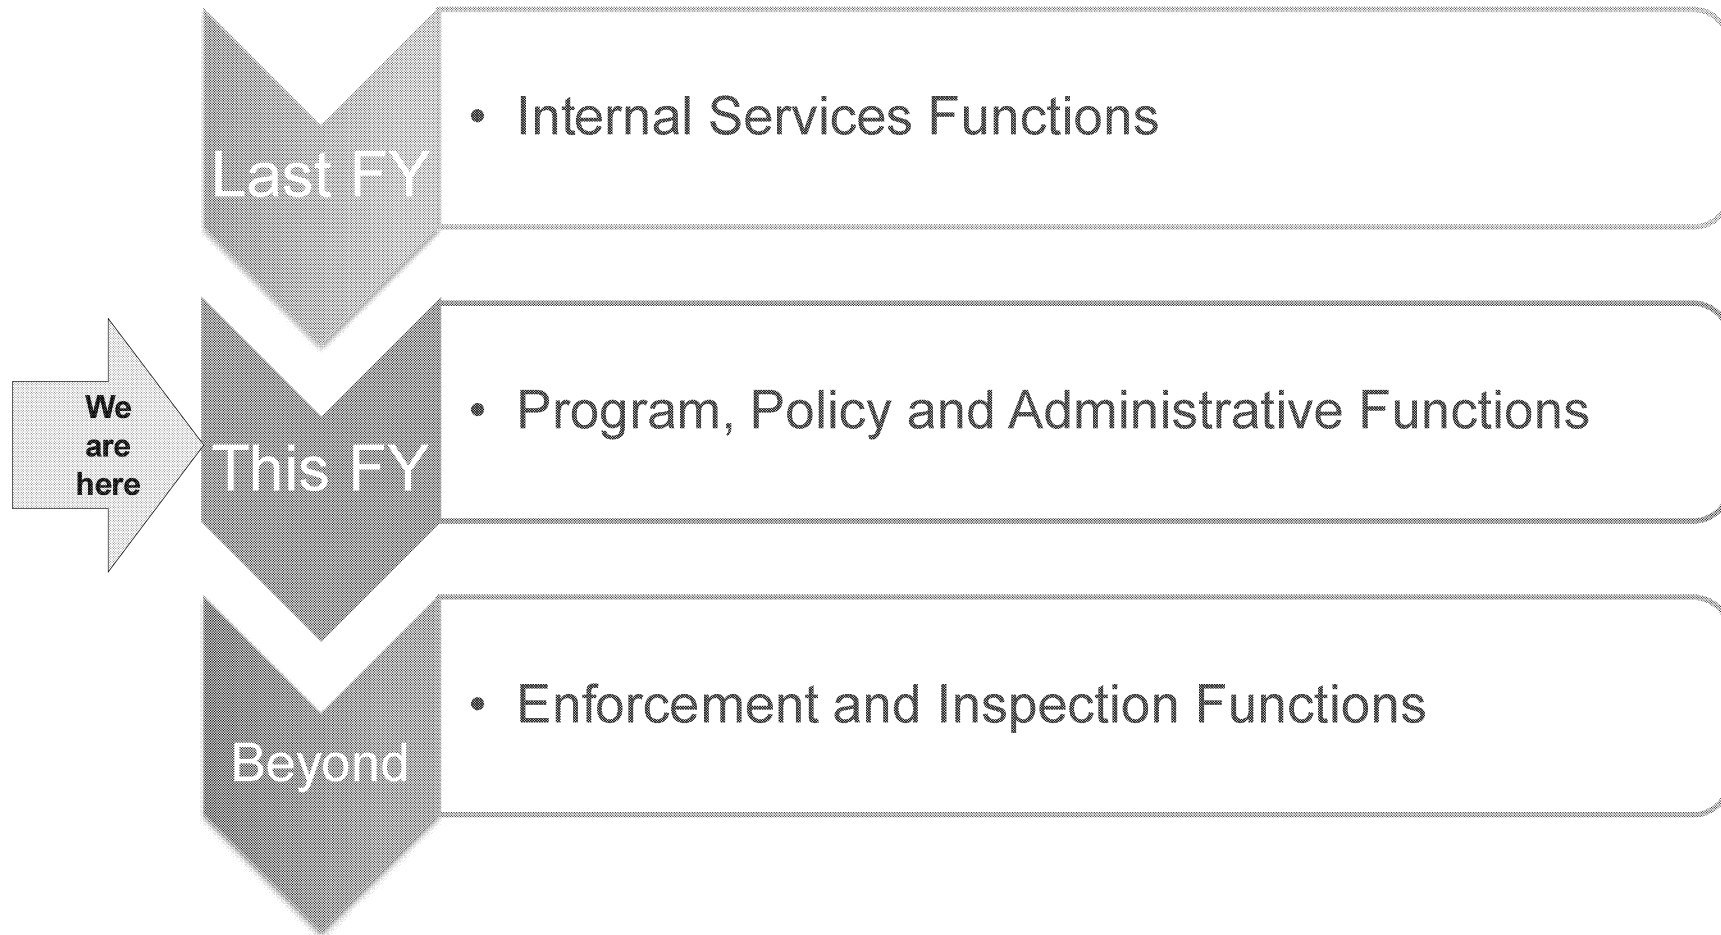 • Internal Services Functions
Last FY
We
are
here
• Program, Policy and Administrative Functions
This FY
• Enforcement and Inspection Functions
Beyond